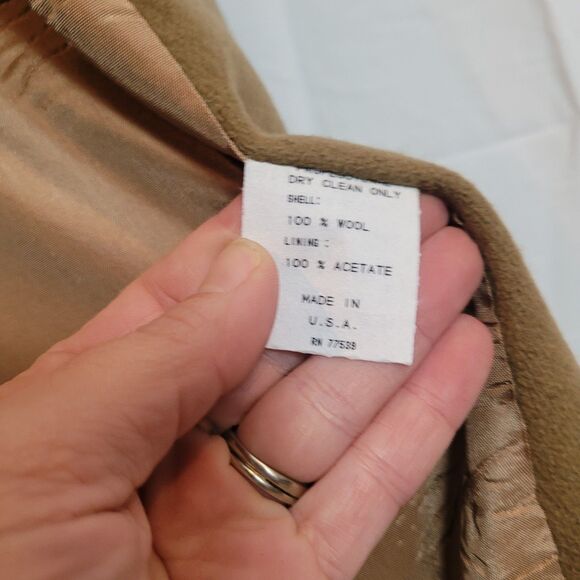 DRY CLEAN ONLY
SHELL:
100 % WOOL
LINING :
100 % ACETATE
MADE IN
U.S.A.
RN 77538